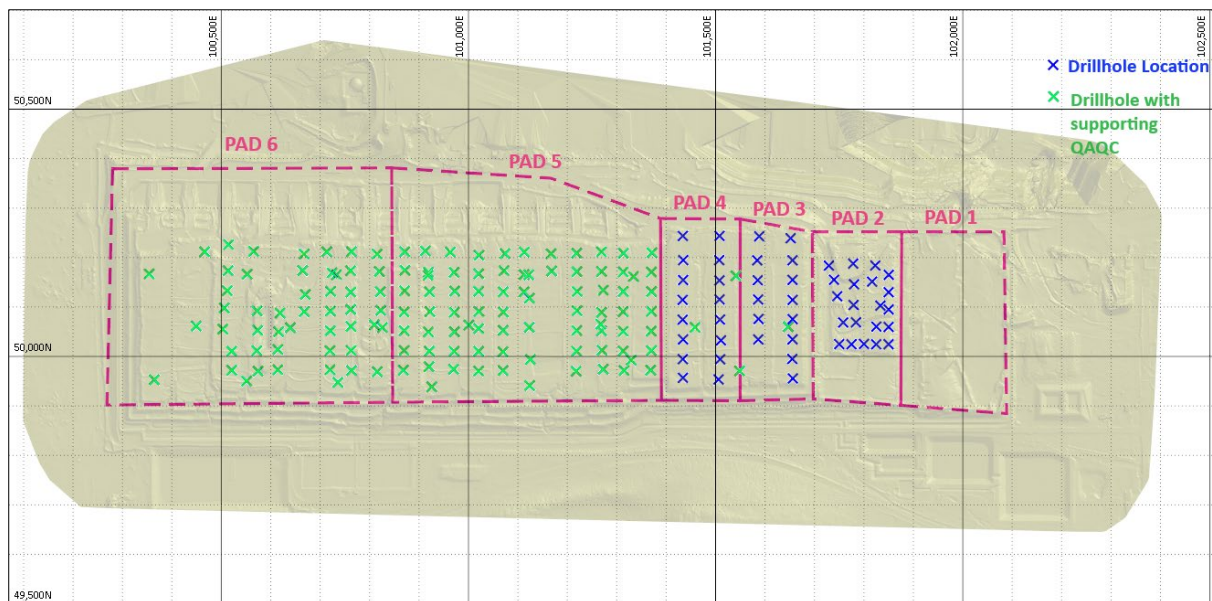 100,500E
101,000E
101,500E
102,000E
102,500E
Drillhole Location
Drillhole with
supporting
QAQC
50,500N
PAD 6
PAD 5
PAD 4
PAD 3
PAD 2
PAD 1
50,000N
49,500N